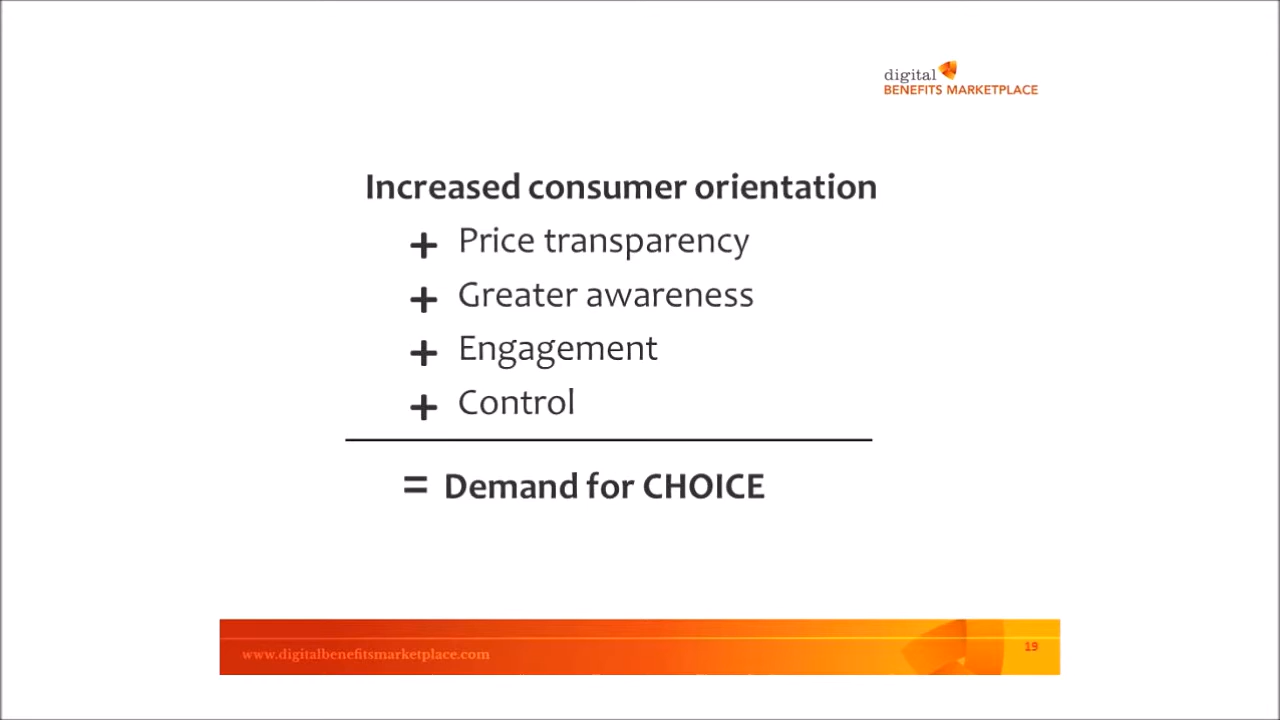 digital
BENEFITS MARKETPLACE
Increased consumer orientation
+ Price transparency
+ Greater awareness
+ Engagement
+ Control
= Demand for CHOICE
www.digitalbenefitsmarketplace.com
19